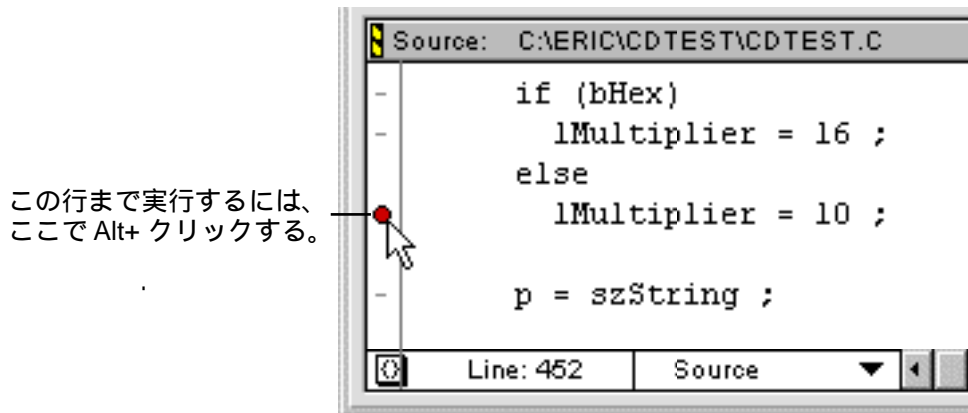 Source: C:\ERIC\CDTEST\CDTEST.C
if (bHex)
lMultiplier = 16 ;
else
この行まで実行するには、
ここで Alt+ クリックする。
lMultiplier = 10 ;
p = szString ;
Line: 452 Source